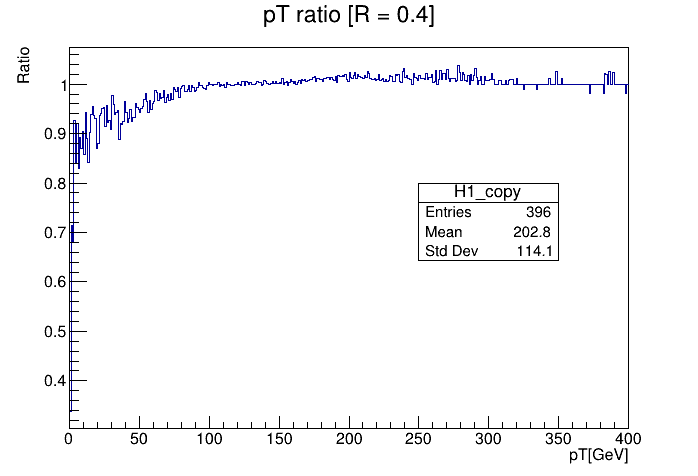 pT ratio [R = 0.4]
Ratio
1
0.9
0.8
0.7
0.6
0.5
0.4
H1_copy
Entries 396
Mean 202.8
Std Dev 114.1
0 50 100 150 200 250 300 350 400
pT[GeV]